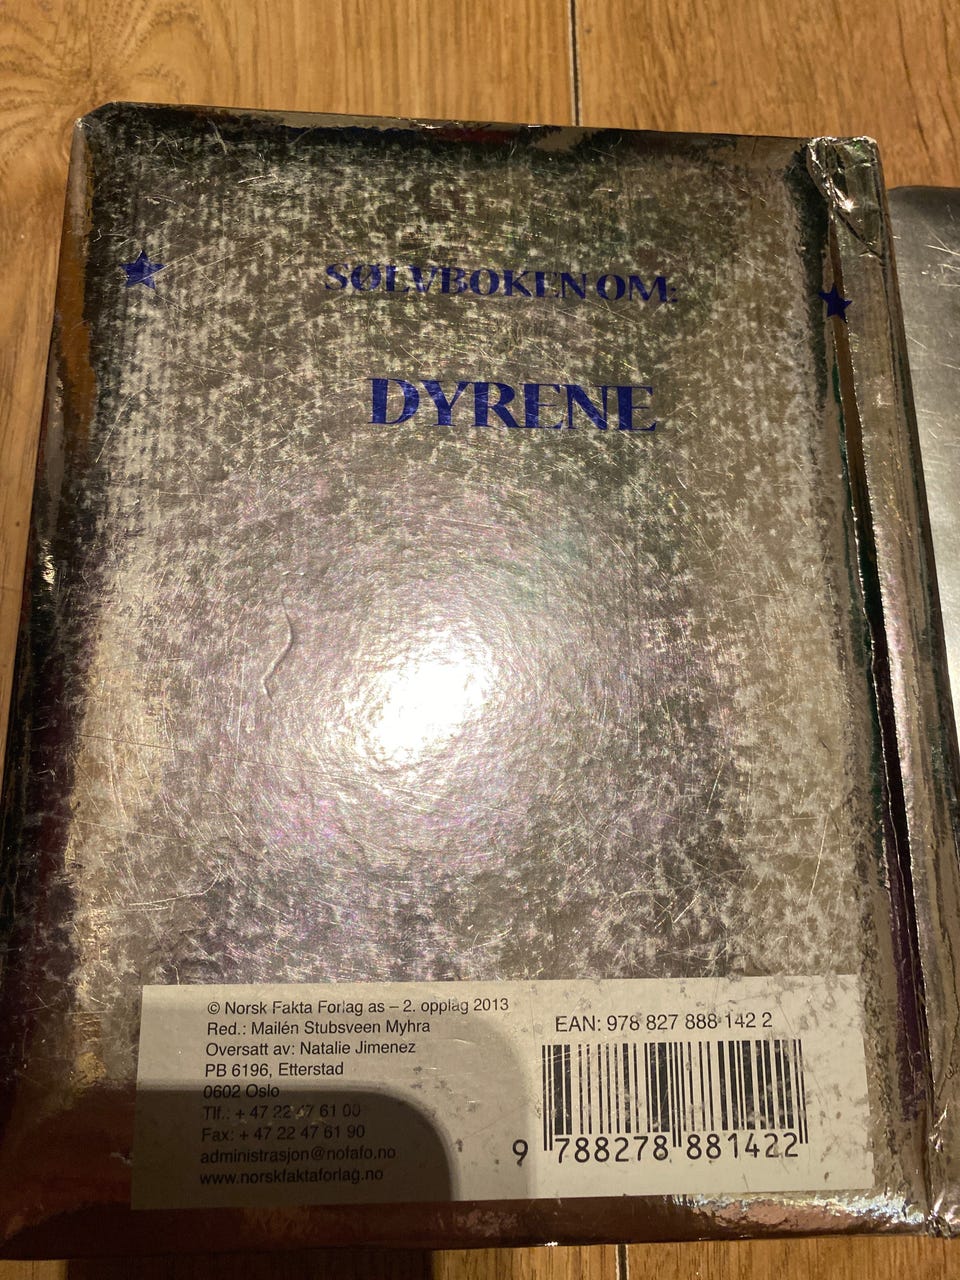 SØLVBOKEN OM:
DYRENE
© Norsk Fakta Forlag as – 2. opplag 2013
Red.: Mailén Stubsveen Myhra
Oversatt av: Natalie Jimenez
PB 6196, Etterstad
0602 Oslo
Tlf.: + 47 22 47 61 00
Fax: + 47 22 47 61 90
administrasjon@nofafo.no
www.norskfaktaforlag.no
EAN: 978 827 888 142 2
9 788278 881422